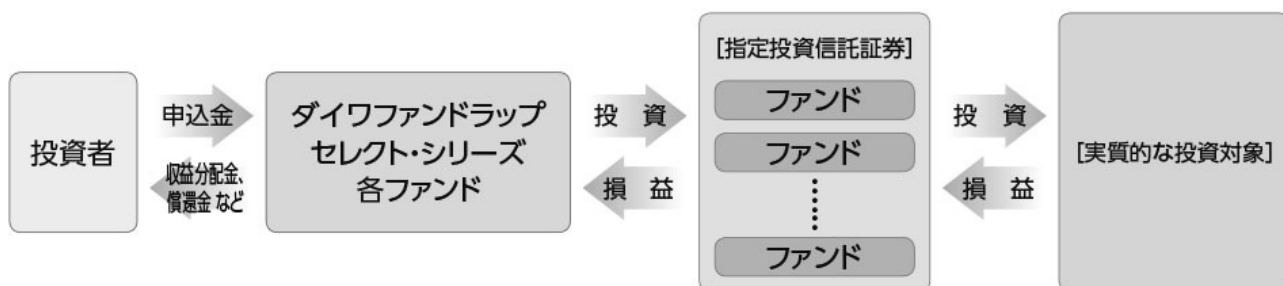 投資者
申込金
収益分配金、
償還金 など
ダイワファンドラップ
セレクト・シリーズ
各ファンド
投 資
損 益
[指定投資信託証券]
ファンド
ファンド
ファンド
投 資
損 益
[実質的な投資対象]